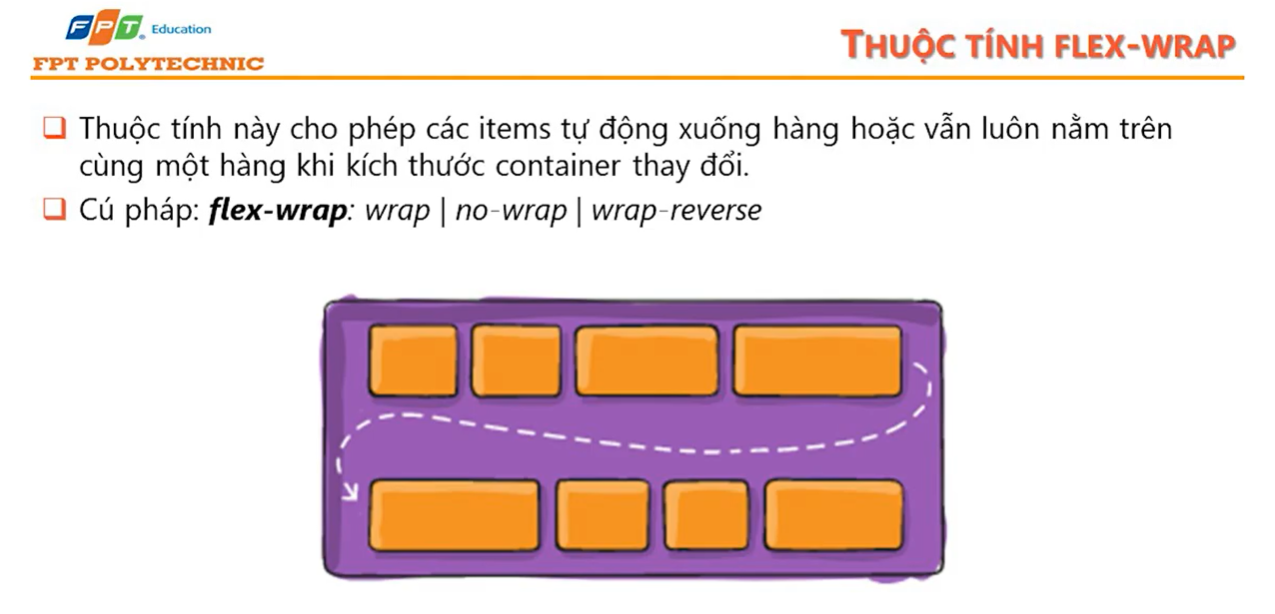 FPT Education
FPT POLYTECHNIC
THUỘC TÍNH FLEX-WRAP
❑ Thuộc tính này cho phép các items tự động xuống hàng hoặc vẫn luôn nằm trên
cùng một hàng khi kích thước container thay đổi.
❑ Cú pháp: flex-wrap: wrap | no-wrap | wrap-reverse